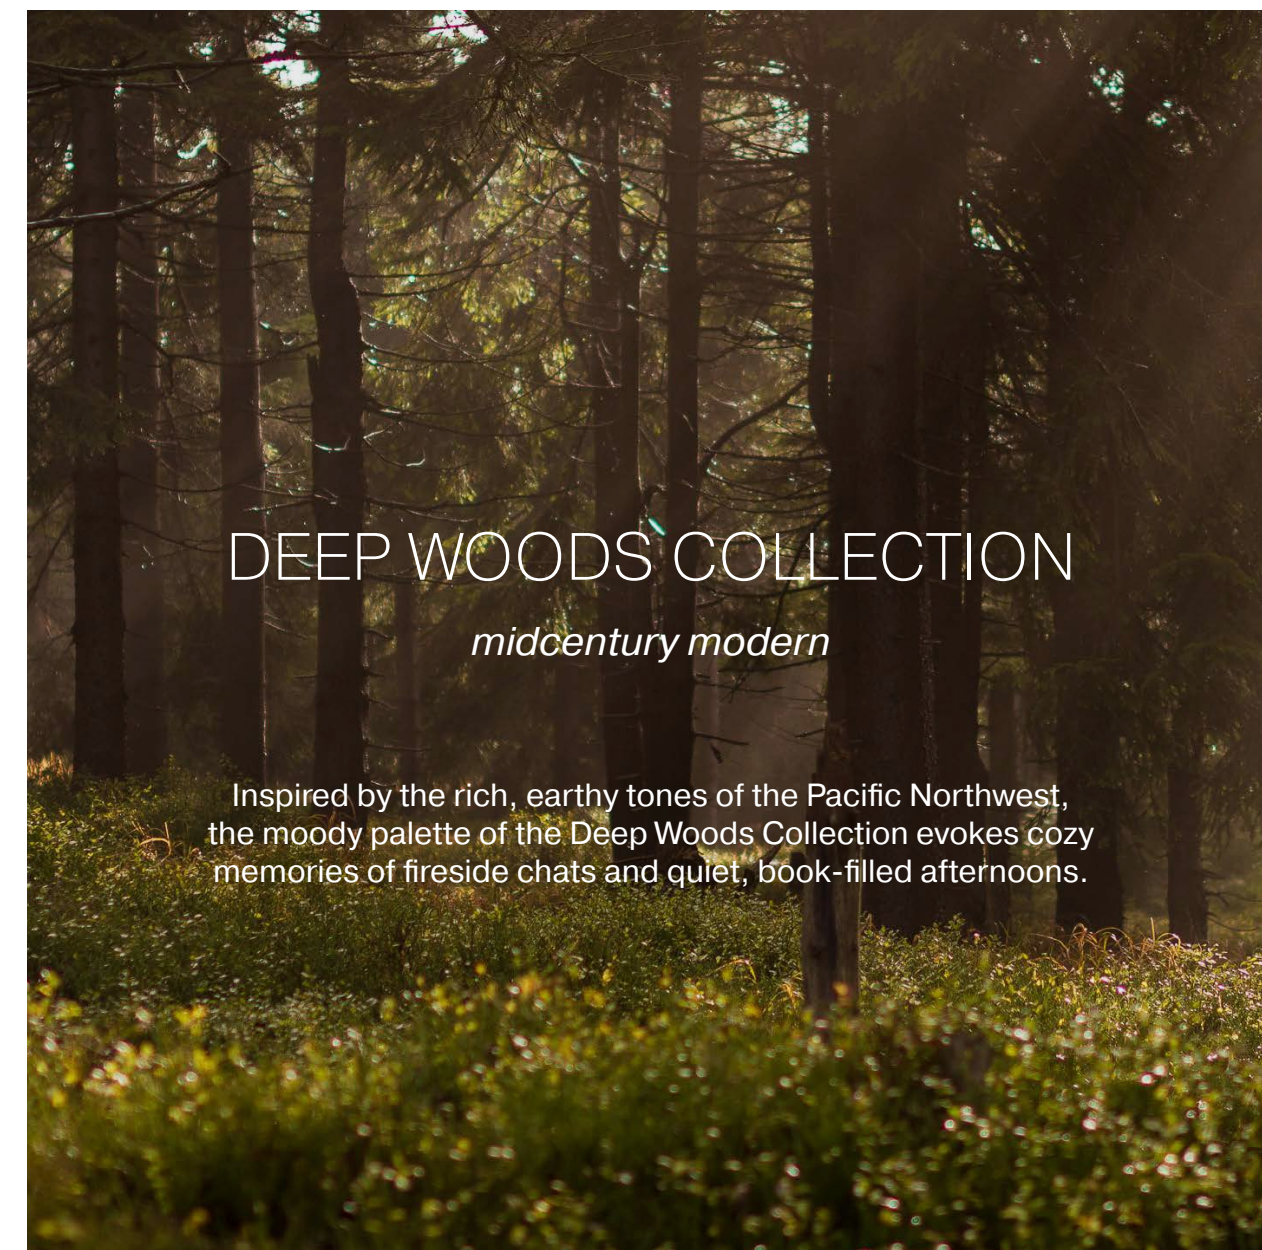 DEEP WOODS COLLECTION
midcentury modern
Inspired by the rich, earthy tones of the Pacific Northwest,
the moody palette of the Deep Woods Collection evokes cozy
memories of fireside chats and quiet, book-filled afternoons.